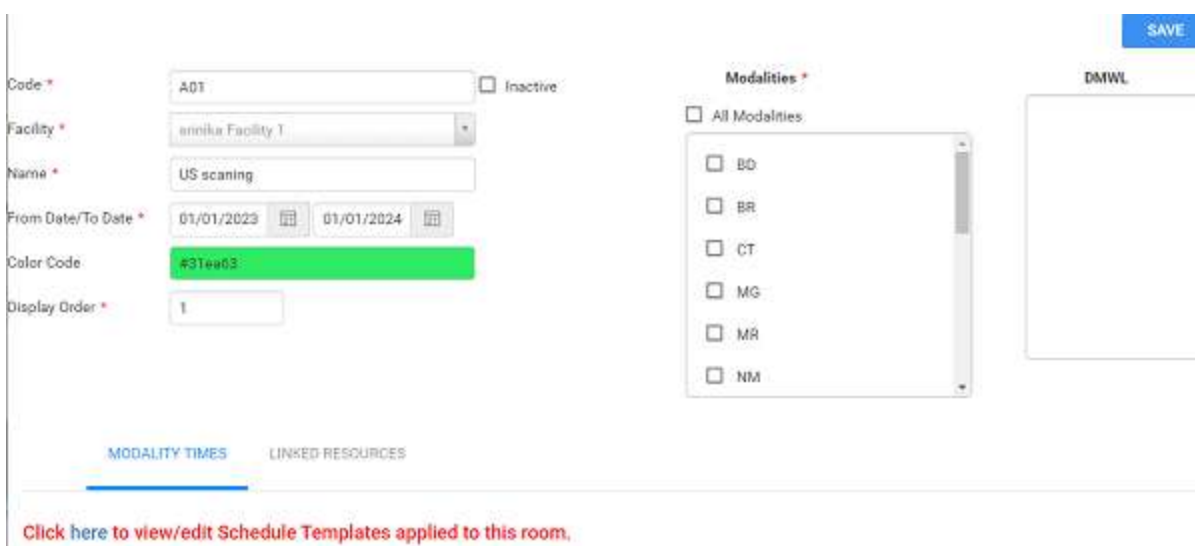 SAVE
Code *
A01
Inactive
Facility *
annika Facility 1
Name *
US scaning
From Date/To Date *
01/01/2023
01/01/2024
Color Code
#31ea63
Display Order *
1
Modalities *
All Modalities
BD
BR
CT
MG
MR
NM
DMWL
MODALITY TIMES
LINKED RESOURCES
Click here to view/edit Schedule Templates applied to this room.